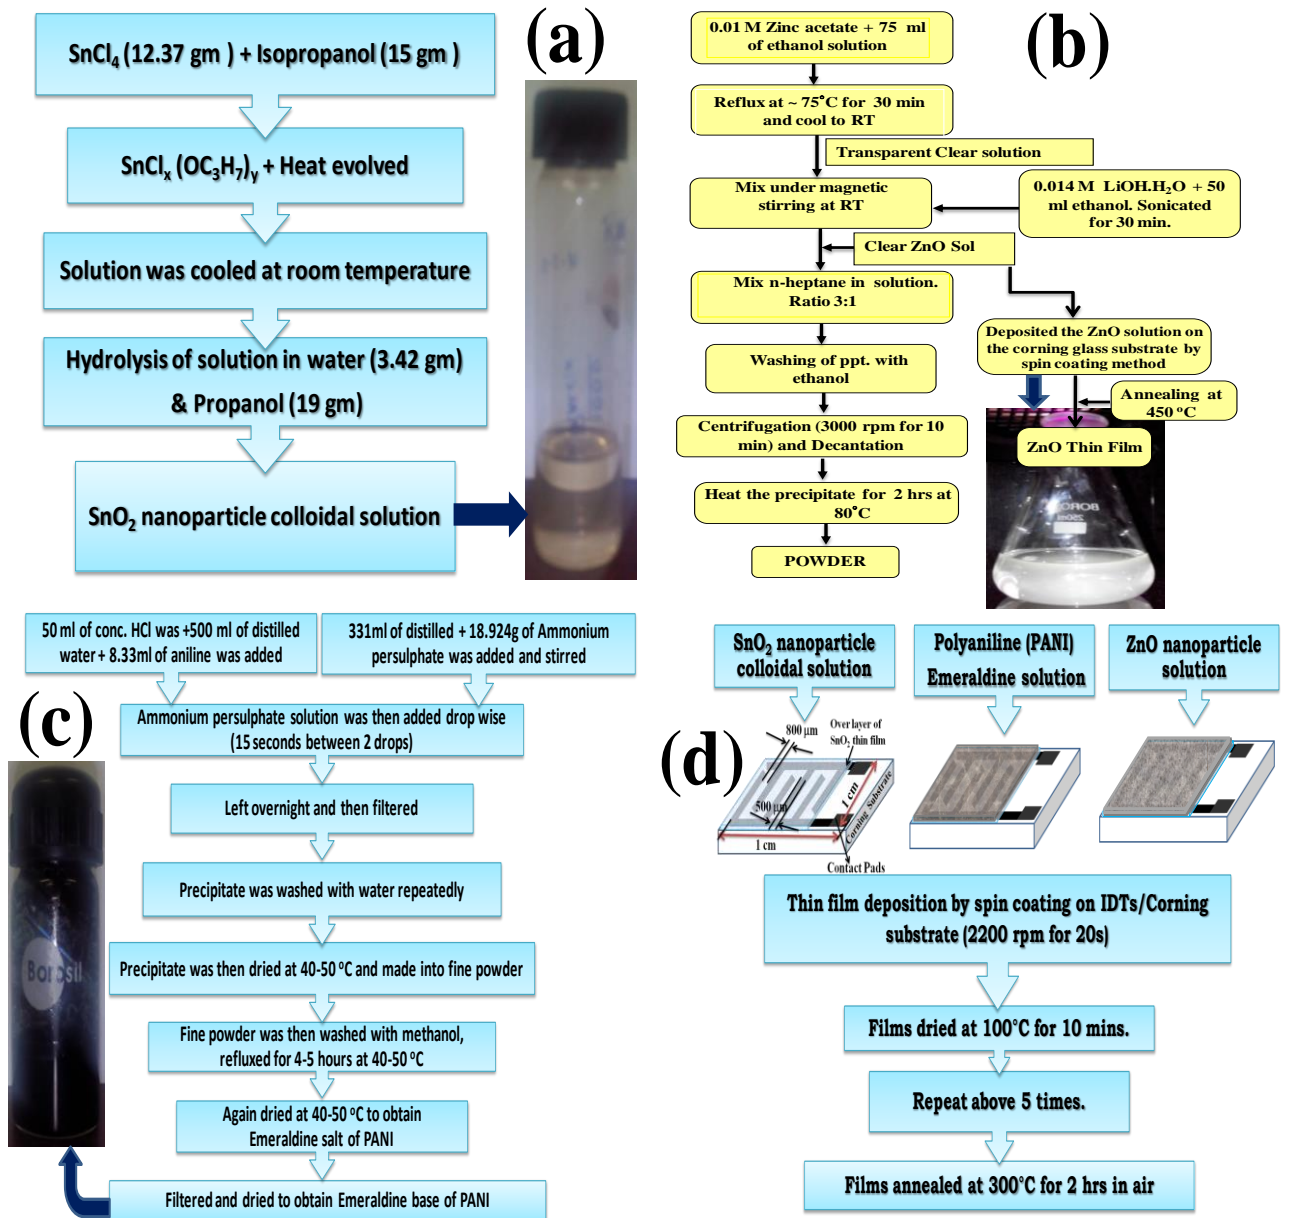 (a)
SnCl₄ (12.37 gm ) + Isopropanol (15 gm )
SnClₓ (OC₃H₇)ᵧ + Heat evolved
Solution was cooled at room temperature
Hydrolysis of solution in water (3.42 gm)
& Propanol (19 gm)
SnO₂ nanoparticle colloidal solution
(b)
0.01 M Zinc acetate + 75 ml
of ethanol solution
Reflux at ~ 75°C for 30 min
and cool to RT
Transparent Clear solution
Mix under magnetic
stirring at RT
0.014 M LiOH.H₂O + 50
ml ethanol. Sonicated
for 30 min.
Clear ZnO Sol
Mix n-heptane in solution.
Ratio 3:1
Washing of ppt. with
ethanol
Centrifugation (3000 rpm for 10
min) and Decantation
Heat the precipitate for 2 hrs at
80°C
POWDER
Deposited the ZnO solution on
the corning glass substrate by
spin coating method
Annealing at
450 °C
ZnO Thin Film
(c)
50 ml of conc. HCl was +500 ml of distilled
water + 8.33ml of aniline was added
331ml of distilled + 18.924g of Ammonium
persulphate was added and stirred
Ammonium persulphate solution was then added drop wise
(15 seconds between 2 drops)
Left overnight and then filtered
Precipitate was washed with water repeatedly
Precipitate was then dried at 40-50 °C and made into fine powder
Fine powder was then washed with methanol,
refluxed for 4-5 hours at 40-50 °C
Again dried at 40-50 °C to obtain
Emeraldine salt of PANI
Filtered and dried to obtain Emeraldine base of PANI
Borosil
(d)
SnO₂ nanoparticle
colloidal solution
Polyaniline (PANI)
Emeraldine solution
ZnO nanoparticle
solution
800 µm
Over layer of
SnO₂ thin film
500 µm
1 cm
1 cm
Corning Substrate
Contact Pads
Thin film deposition by spin coating on IDTs/Corning
substrate (2200 rpm for 20s)
Films dried at 100°C for 10 mins.
Repeat above 5 times.
Films annealed at 300°C for 2 hrs in air